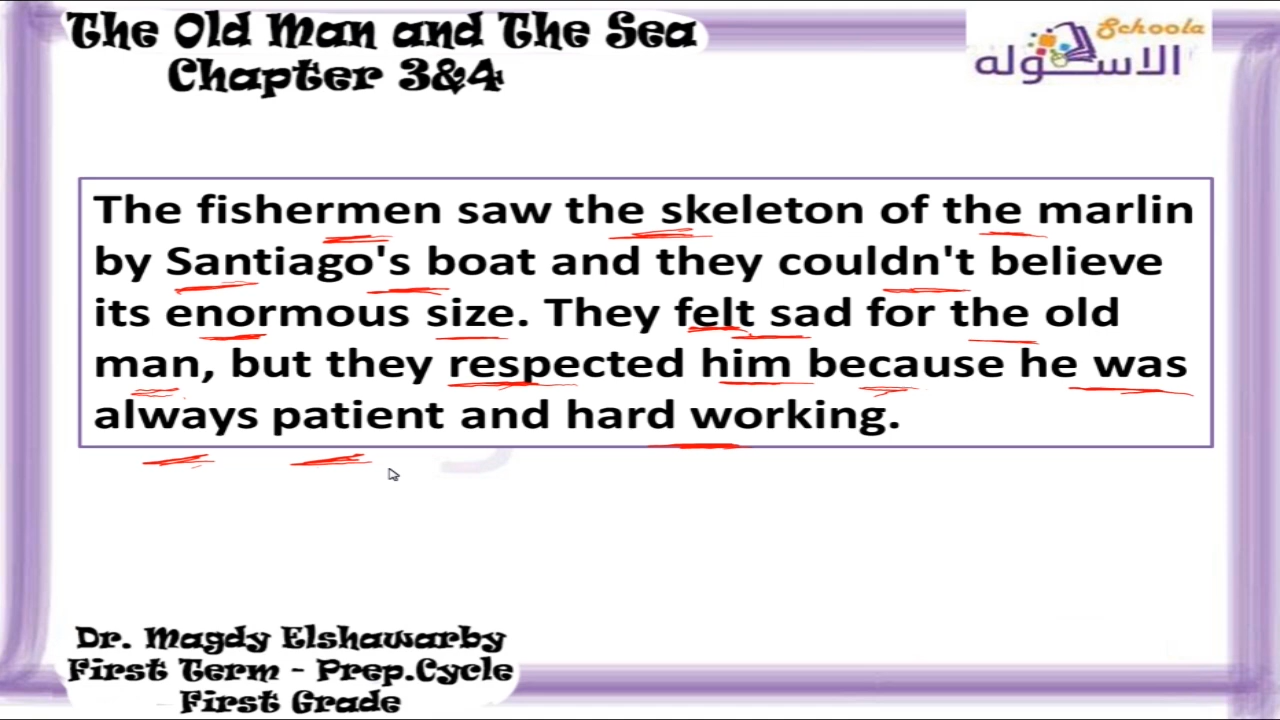 The Old Man and The Sea
Chapter 3&4
Schoola
الاسكوله
The fishermen saw the skeleton of the marlin
by Santiago's boat and they couldn't believe
its enormous size. They felt sad for the old
man, but they respected him because he was
always patient and hard working.
Dr. Magdy Elshawarby
First Term - Prep.Cycle
First Grade